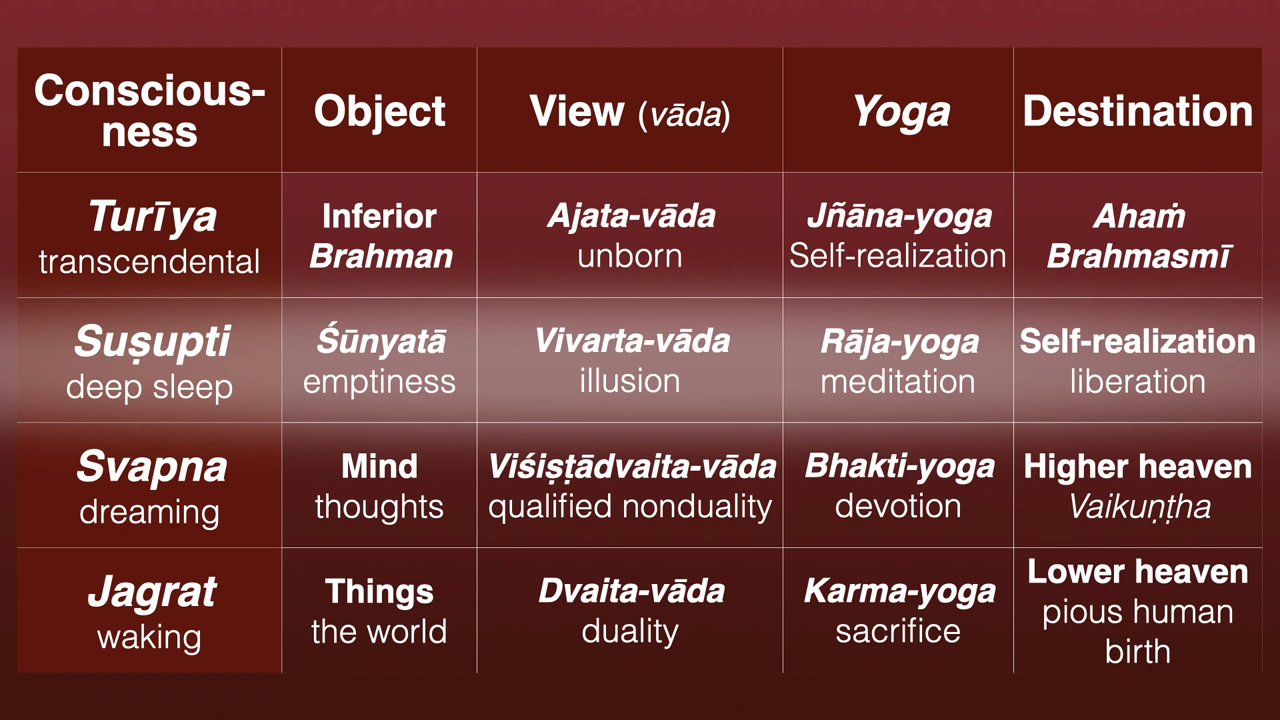 Conscious-
ness
Object
View (vāda)
Yoga
Destination
Turīya
transcendental
Inferior
Brahman
Ajata-vāda
unborn
Jñāna-yoga
Self-realization
Ahaṁ
Brahmasmī
Suṣupti
deep sleep
Śūnyatā
emptiness
Vivarta-vāda
illusion
Rāja-yoga
meditation
Self-realization
liberation
Svapna
dreaming
Mind
thoughts
Viśiṣṭādvaita-vāda
qualified nonduality
Bhakti-yoga
devotion
Higher heaven
Vaikuṇṭha
Jagrat
waking
Things
the world
Dvaita-vāda
duality
Karma-yoga
sacrifice
Lower heaven
pious human
birth